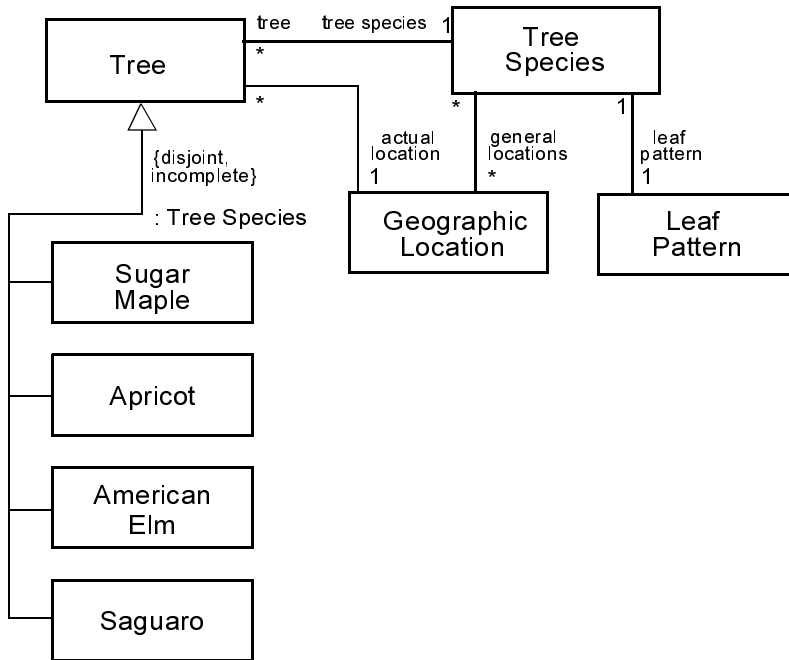 tree tree species 1
*
Tree
Tree
Species
*
*
1
actual
location
1
general
locations
*
leaf
pattern
1
{disjoint,
incomplete}
: Tree Species
Geographic
Location
Leaf
Pattern
Sugar
Maple
Apricot
American
Elm
Saguaro